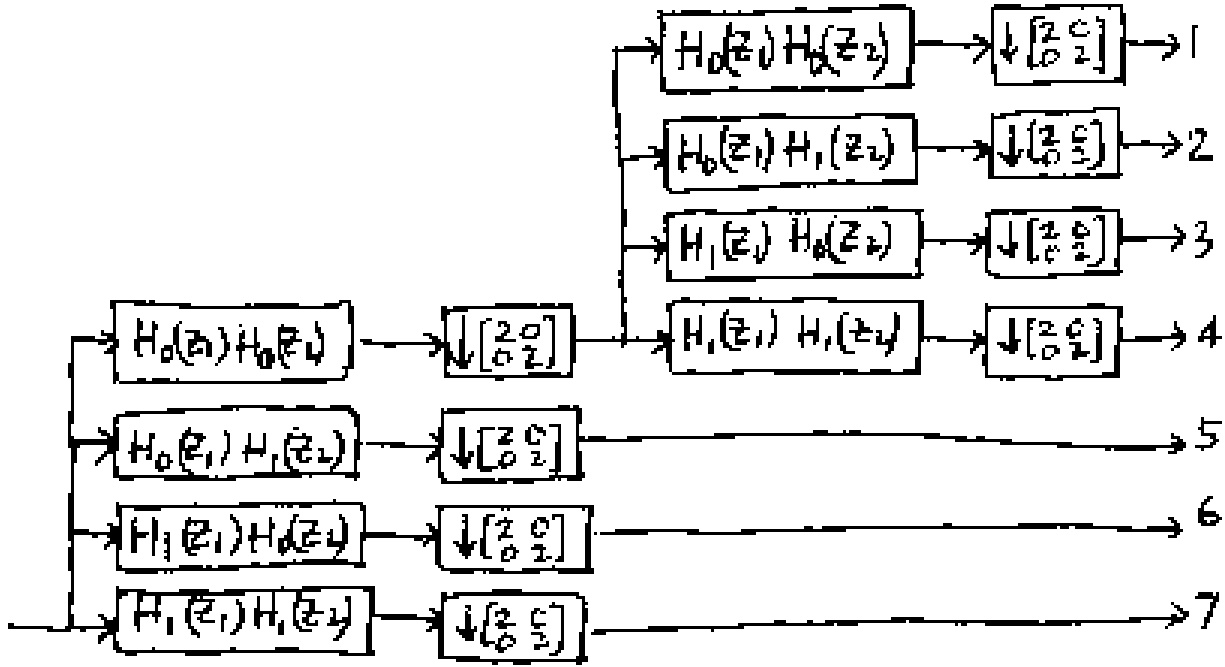 H₀(z₁) H₀(z₂) ↓[2 0 0 2] 1
H₀(z₁) H₁(z₂) ↓[2 0 0 2] 2
H₁(z₁) H₀(z₂) ↓[2 0 0 2] 3
H₁(z₁) H₁(z₂) ↓[2 0 0 2] 4
H₀(z₁) H₀(z₂) ↓[2 0 0 2]
H₀(z₁) H₁(z₂) ↓[2 0 0 2] 5
H₁(z₁) H₀(z₂) ↓[2 0 0 2] 6
H₁(z₁) H₁(z₂) ↓[2 0 0 2] 7